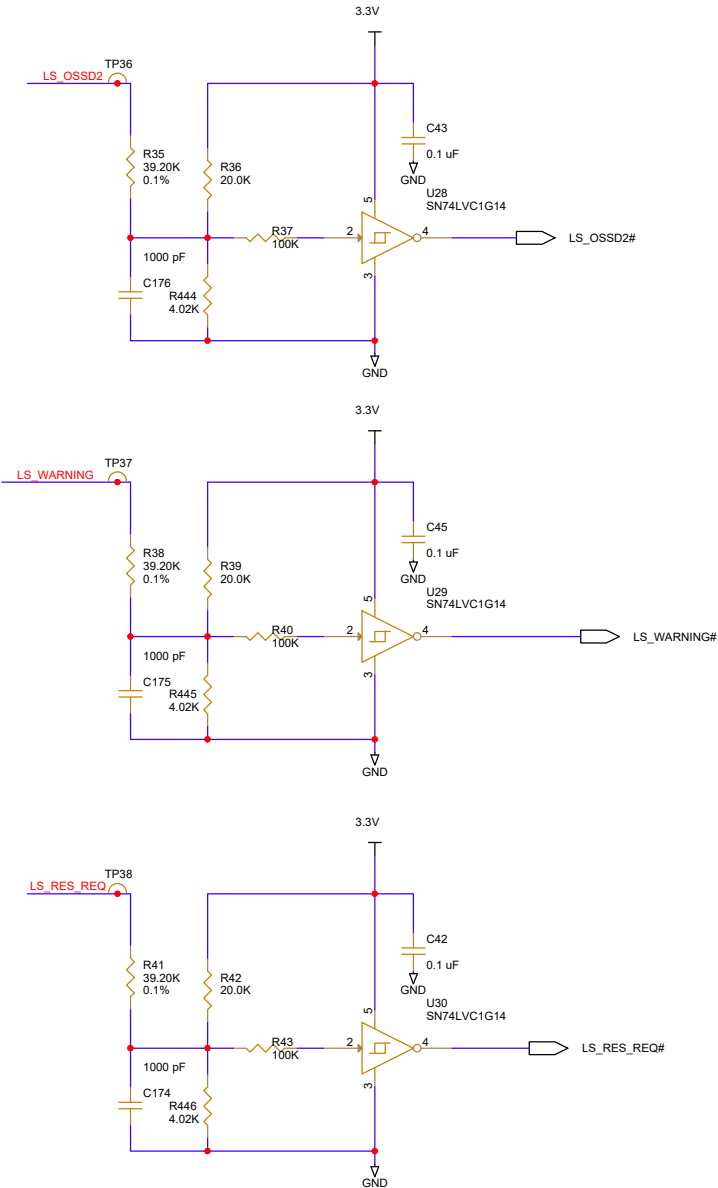 3.3V
TP36
LS_OSSD2
C43
0.1 uF
R35
39.20K
0.1%
R36
20.0K
GND
U28
SN74LVC1G14
5
R37
100K
2
4
LS_OSSD2#
1000 pF
C176
R444
4.02K
3
GND
3.3V
TP37
LS_WARNING
C45
0.1 uF
R38
39.20K
0.1%
R39
20.0K
GND
U29
SN74LVC1G14
5
R40
100K
2
4
LS_WARNING#
1000 pF
C175
R445
4.02K
3
GND
3.3V
TP38
LS_RES_REQ
C42
0.1 uF
R41
39.20K
0.1%
R42
20.0K
GND
U30
SN74LVC1G14
5
R43
100K
2
4
LS_RES_REQ#
1000 pF
C174
R446
4.02K
3
GND